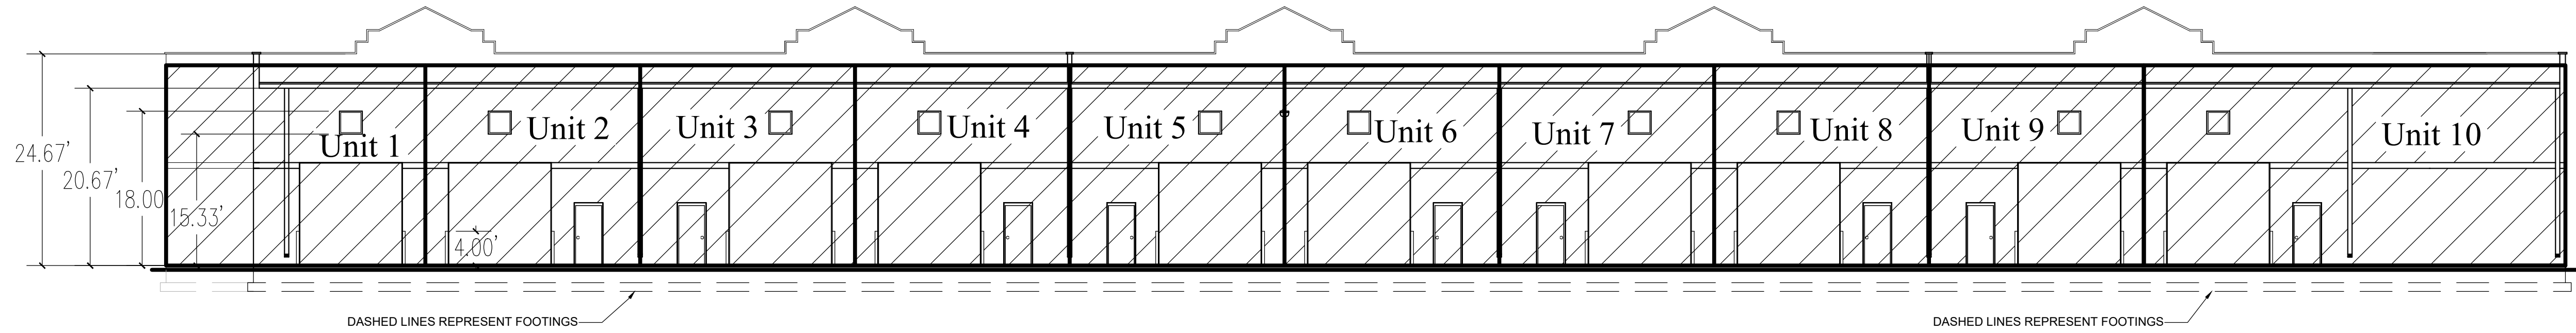 Unit 1
Unit 2
Unit 3
Unit 4
Unit 5
Unit 6
Unit 7
Unit 8
Unit 9
Unit 10
24.67'
20.67'
18.00
15.33'
4.00'
DASHED LINES REPRESENT FOOTINGS
DASHED LINES REPRESENT FOOTINGS